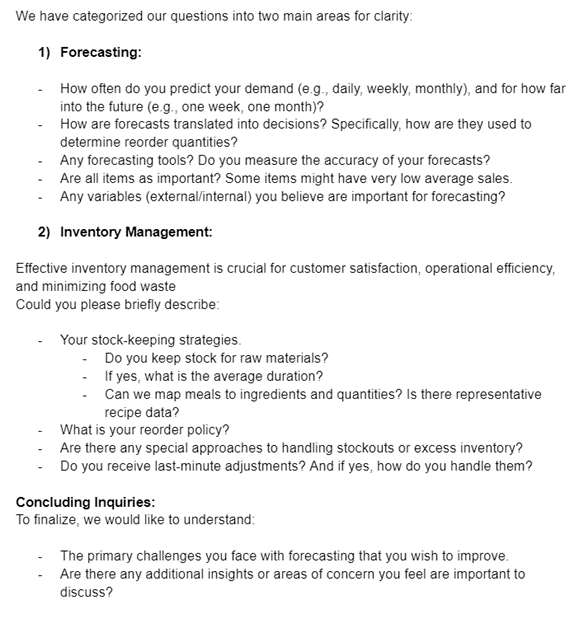 We have categorized our questions into two main areas for clarity:
1) Forecasting:
- How often do you predict your demand (e.g., daily, weekly, monthly), and for how far
into the future (e.g., one week, one month)?
- How are forecasts translated into decisions? Specifically, how are they used to
determine reorder quantities?
- Any forecasting tools? Do you measure the accuracy of your forecasts?
- Are all items as important? Some items might have very low average sales.
- Any variables (external/internal) you believe are important for forecasting?
2) Inventory Management:
Effective inventory management is crucial for customer satisfaction, operational efficiency,
and minimizing food waste
Could you please briefly describe:
- Your stock-keeping strategies.
- Do you keep stock for raw materials?
- If yes, what is the average duration?
- Can we map meals to ingredients and quantities? Is there representative
recipe data?
- What is your reorder policy?
- Are there any special approaches to handling stockouts or excess inventory?
- Do you receive last-minute adjustments? And if yes, how do you handle them?
Concluding Inquiries:
To finalize, we would like to understand:
- The primary challenges you face with forecasting that you wish to improve.
- Are there any additional insights or areas of concern you feel are important to
discuss?